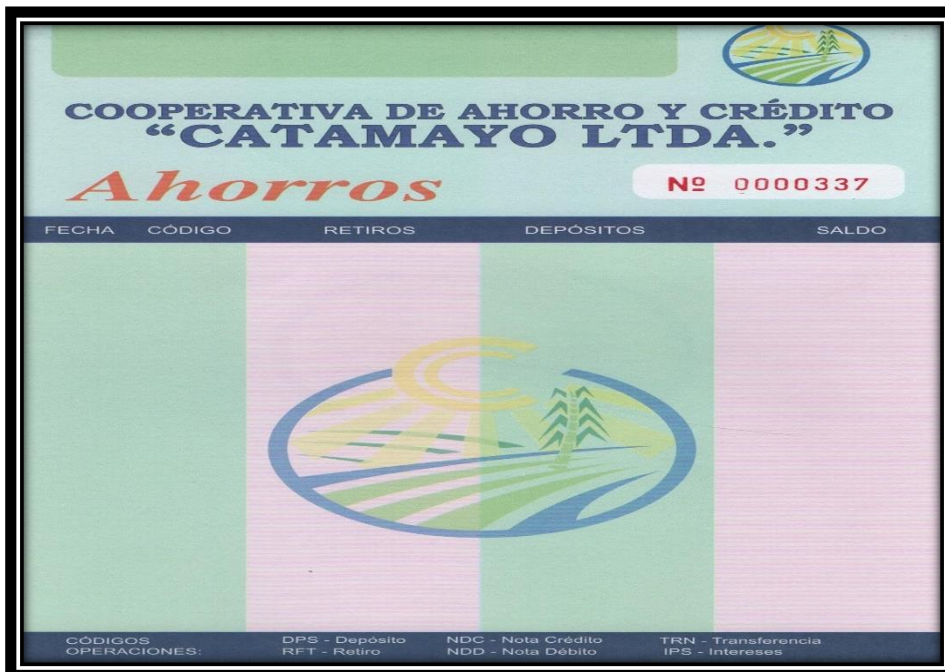 COOPERATIVA DE AHORRO Y CRÉDITO
“CATAMAYO LTDA.”
Ahorros
Nº 0000337
FECHA CÓDIGO RETIROS DEPÓSITOS SALDO
CÓDIGOS OPERACIONES:
DPS - Depósito NDC - Nota Crédito TRN - Transferencia
RFT - Retiro NDD - Nota Débito IPS - Intereses